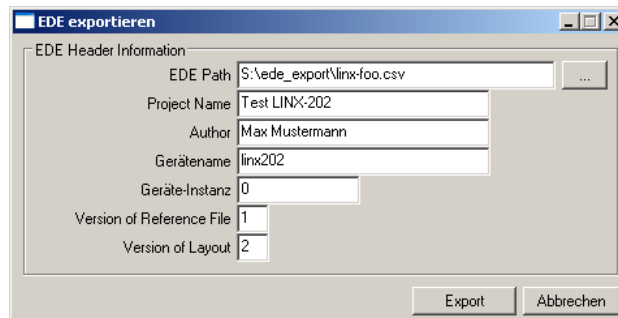 EDE exportieren
EDE Header Information
EDE Path S:\ede_export\linx-foo.csv ...
Project Name Test LINX-202
Author Max Mustermann
Gerätename linx202
Geräte-Instanz 0
Version of Reference File 1
Version of Layout 2
Export Abbrechen